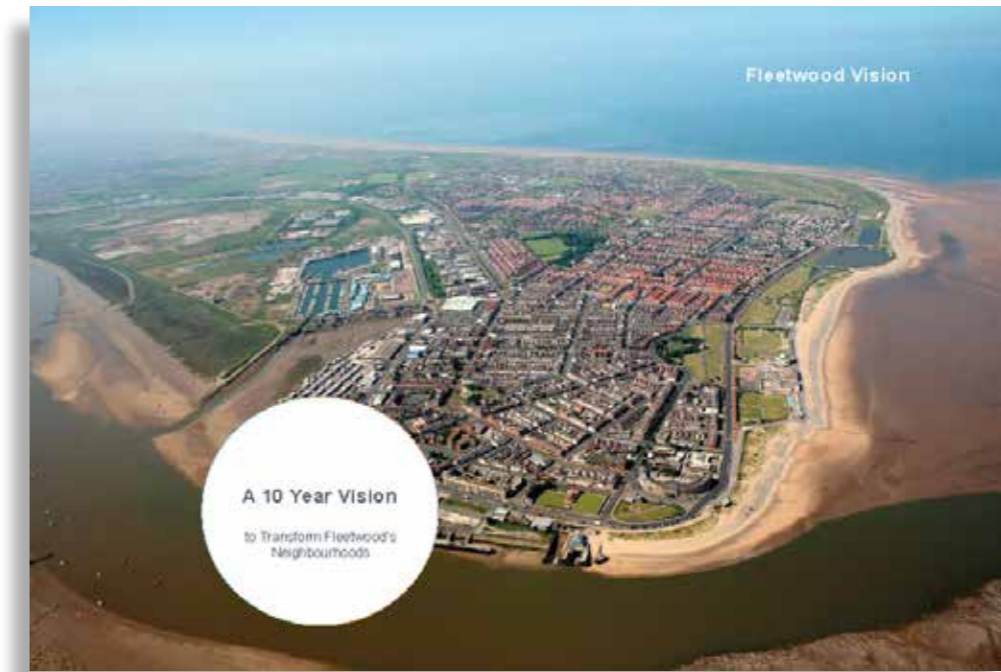 Fleetwood Vision
A 10 Year Vision
to Transform Fleetwood's
Neighbourhoods